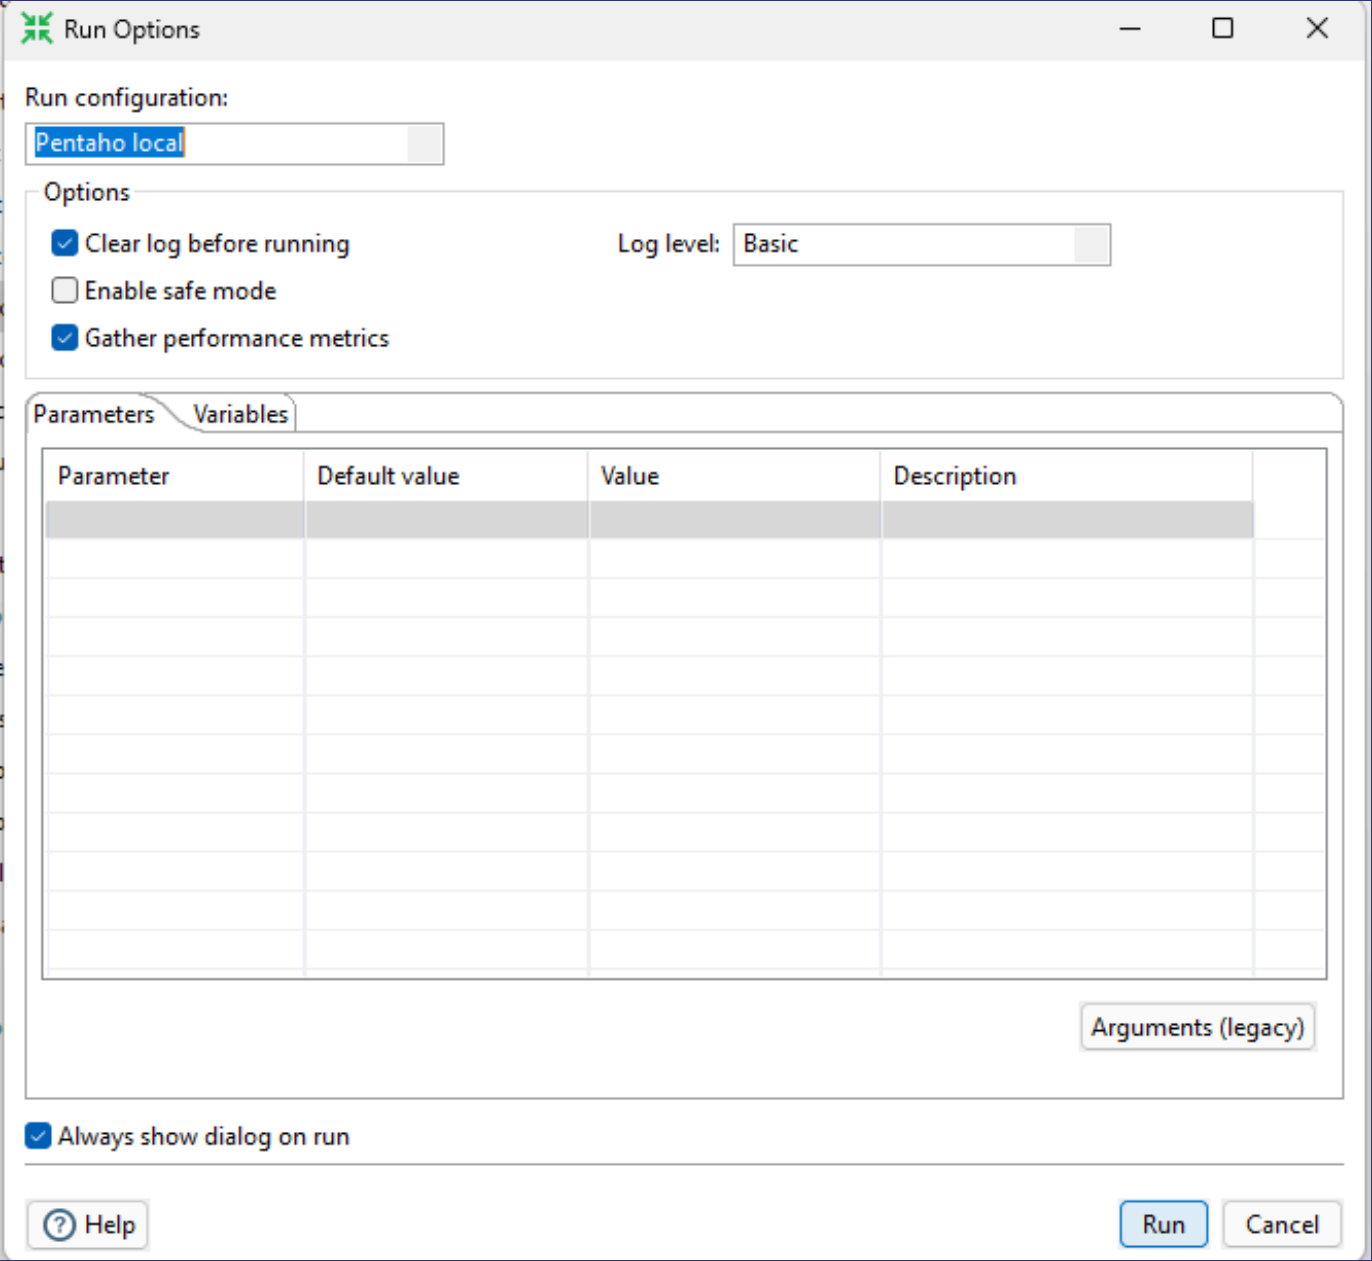 Run Options
Run configuration:
Pentaho local
Options
Clear log before running
Log level: Basic
Enable safe mode
Gather performance metrics
Parameters Variables
Parameter Default value Value Description
Arguments (legacy)
Always show dialog on run
Help Run Cancel